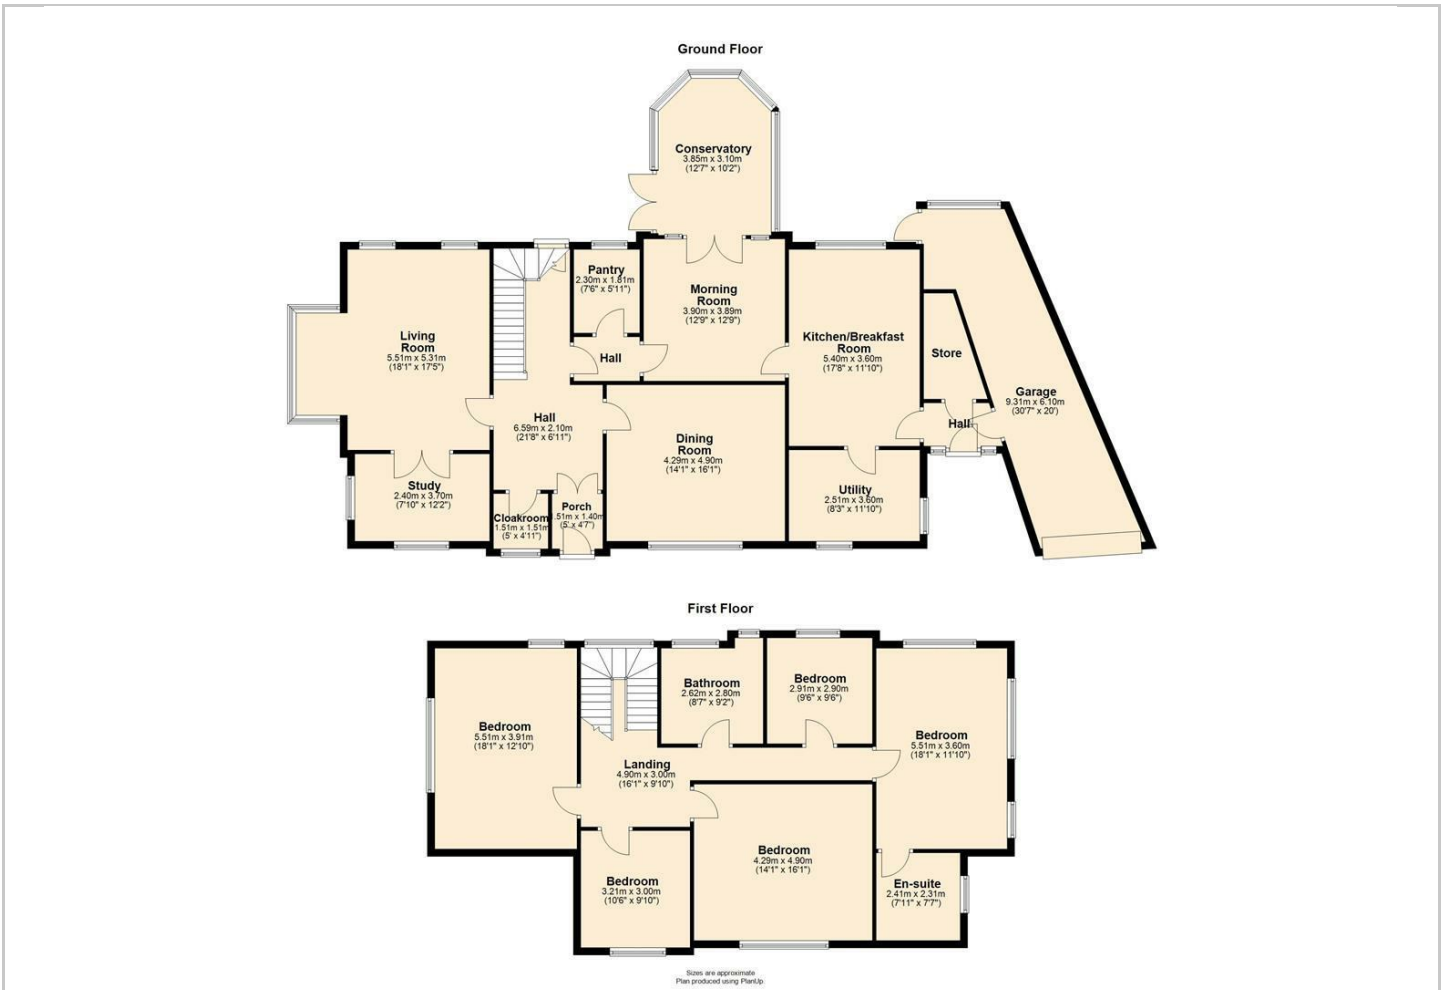 Ground Floor
Conservatory
3.85m x 3.10m
(12'7" x 10'2")
Pantry
2.30m x 1.81m
(7'6" x 5'11")
Morning
Room
3.90m x 3.89m
(12'9" x 12'9")
Living
Room
5.51m x 5.31m
(18'1" x 17'5")
Hall
Kitchen/Breakfast
Room
5.40m x 3.60m
(17'8" x 11'10")
Store
Garage
9.31m x 6.10m
(30'7" x 20')
Hall
6.59m x 2.10m
(21'8" x 6'11")
Hall
Dining
Room
4.29m x 4.90m
(14'1" x 16'1")
Study
2.40m x 3.70m
(7'10" x 12'2")
Utility
2.51m x 3.60m
(8'3" x 11'10")
Cloakroom
1.51m x 1.51m
(5' x 4'11")
Porch
.51m x 1.40m
(5' x 4'7")
First Floor
Bathroom
2.62m x 2.80m
(8'7" x 9'2")
Bedroom
2.91m x 2.90m
(9'6" x 9'6")
Bedroom
5.51m x 3.91m
(18'1" x 12'10")
Bedroom
5.51m x 3.60m
(18'1" x 11'10")
Landing
4.90m x 3.00m
(16'1" x 9'10")
Bedroom
4.29m x 4.90m
(14'1" x 16'1")
Bedroom
3.21m x 3.00m
(10'6" x 9'10")
En-suite
2.41m x 2.31m
(7'11" x 7'7")
Sizes are approximate
Plan produced using PlanUp.